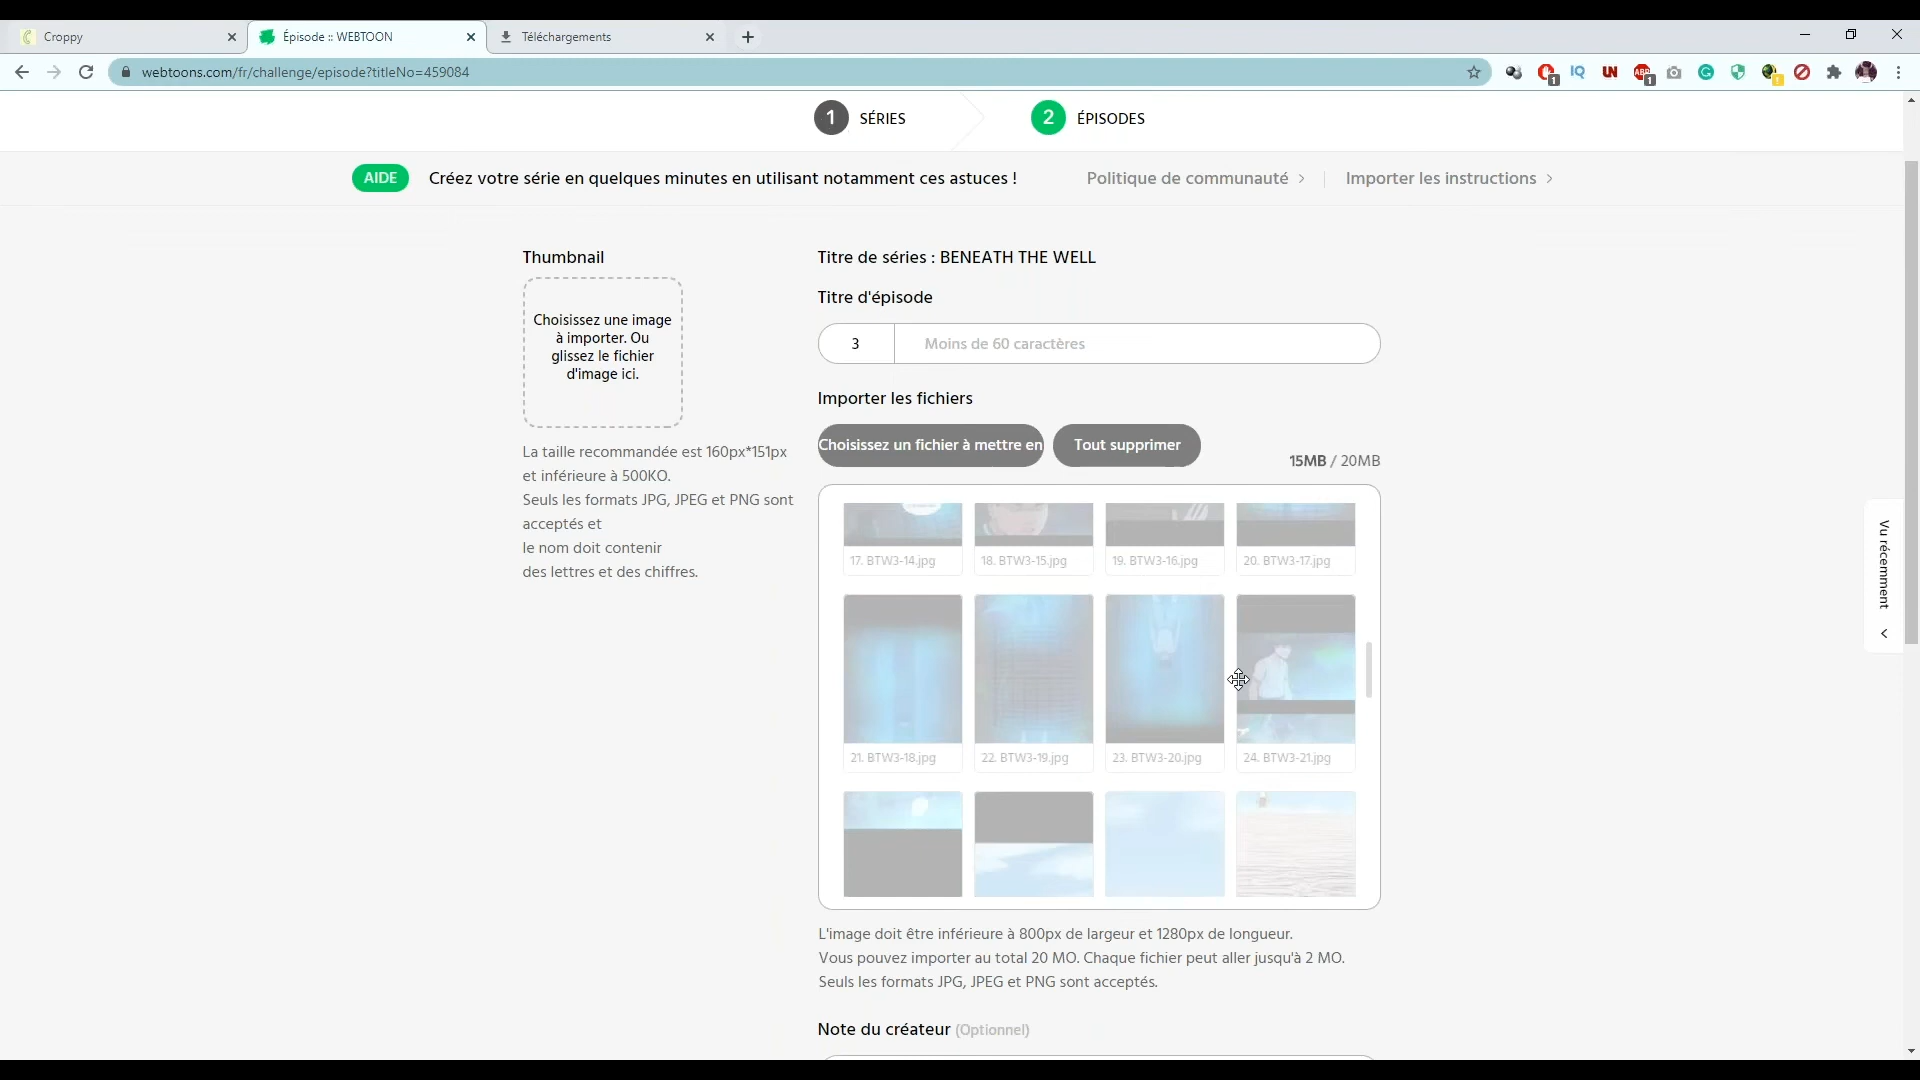 Croppy
Épisode :: WEBTOON
Téléchargements
webtoons.com/fr/challenge/episode?titleNo=459084
1 SÉRIES
2 ÉPISODES
AIDE
Créez votre série en quelques minutes en utilisant notamment ces astuces !
Politique de communauté
Importer les instructions
Thumbnail
Choisissez une image
à importer. Ou
glissez le fichier
d'image ici.
La taille recommandée est 160px*151px
et inférieure à 500KO.
Seuls les formats JPG, JPEG et PNG sont
acceptés et
le nom doit contenir
des lettres et des chiffres.
Titre de séries : BENEATH THE WELL
Titre d'épisode
3 Moins de 60 caractères
Importer les fichiers
Choisissez un fichier à mettre en
Tout supprimer
15MB / 20MB
17. BTW3-14.jpg
18. BTW3-15.jpg
19. BTW3-16.jpg
20. BTW3-17.jpg
21. BTW3-18.jpg
22. BTW3-19.jpg
23. BTW3-20.jpg
24. BTW3-21.jpg
L'image doit être inférieure à 800px de largeur et 1280px de longueur.
Vous pouvez importer au total 20 MO. Chaque fichier peut aller jusqu'à 2 MO.
Seuls les formats JPG, JPEG et PNG sont acceptés.
Note du créateur (Optionnel)
Vu récemment